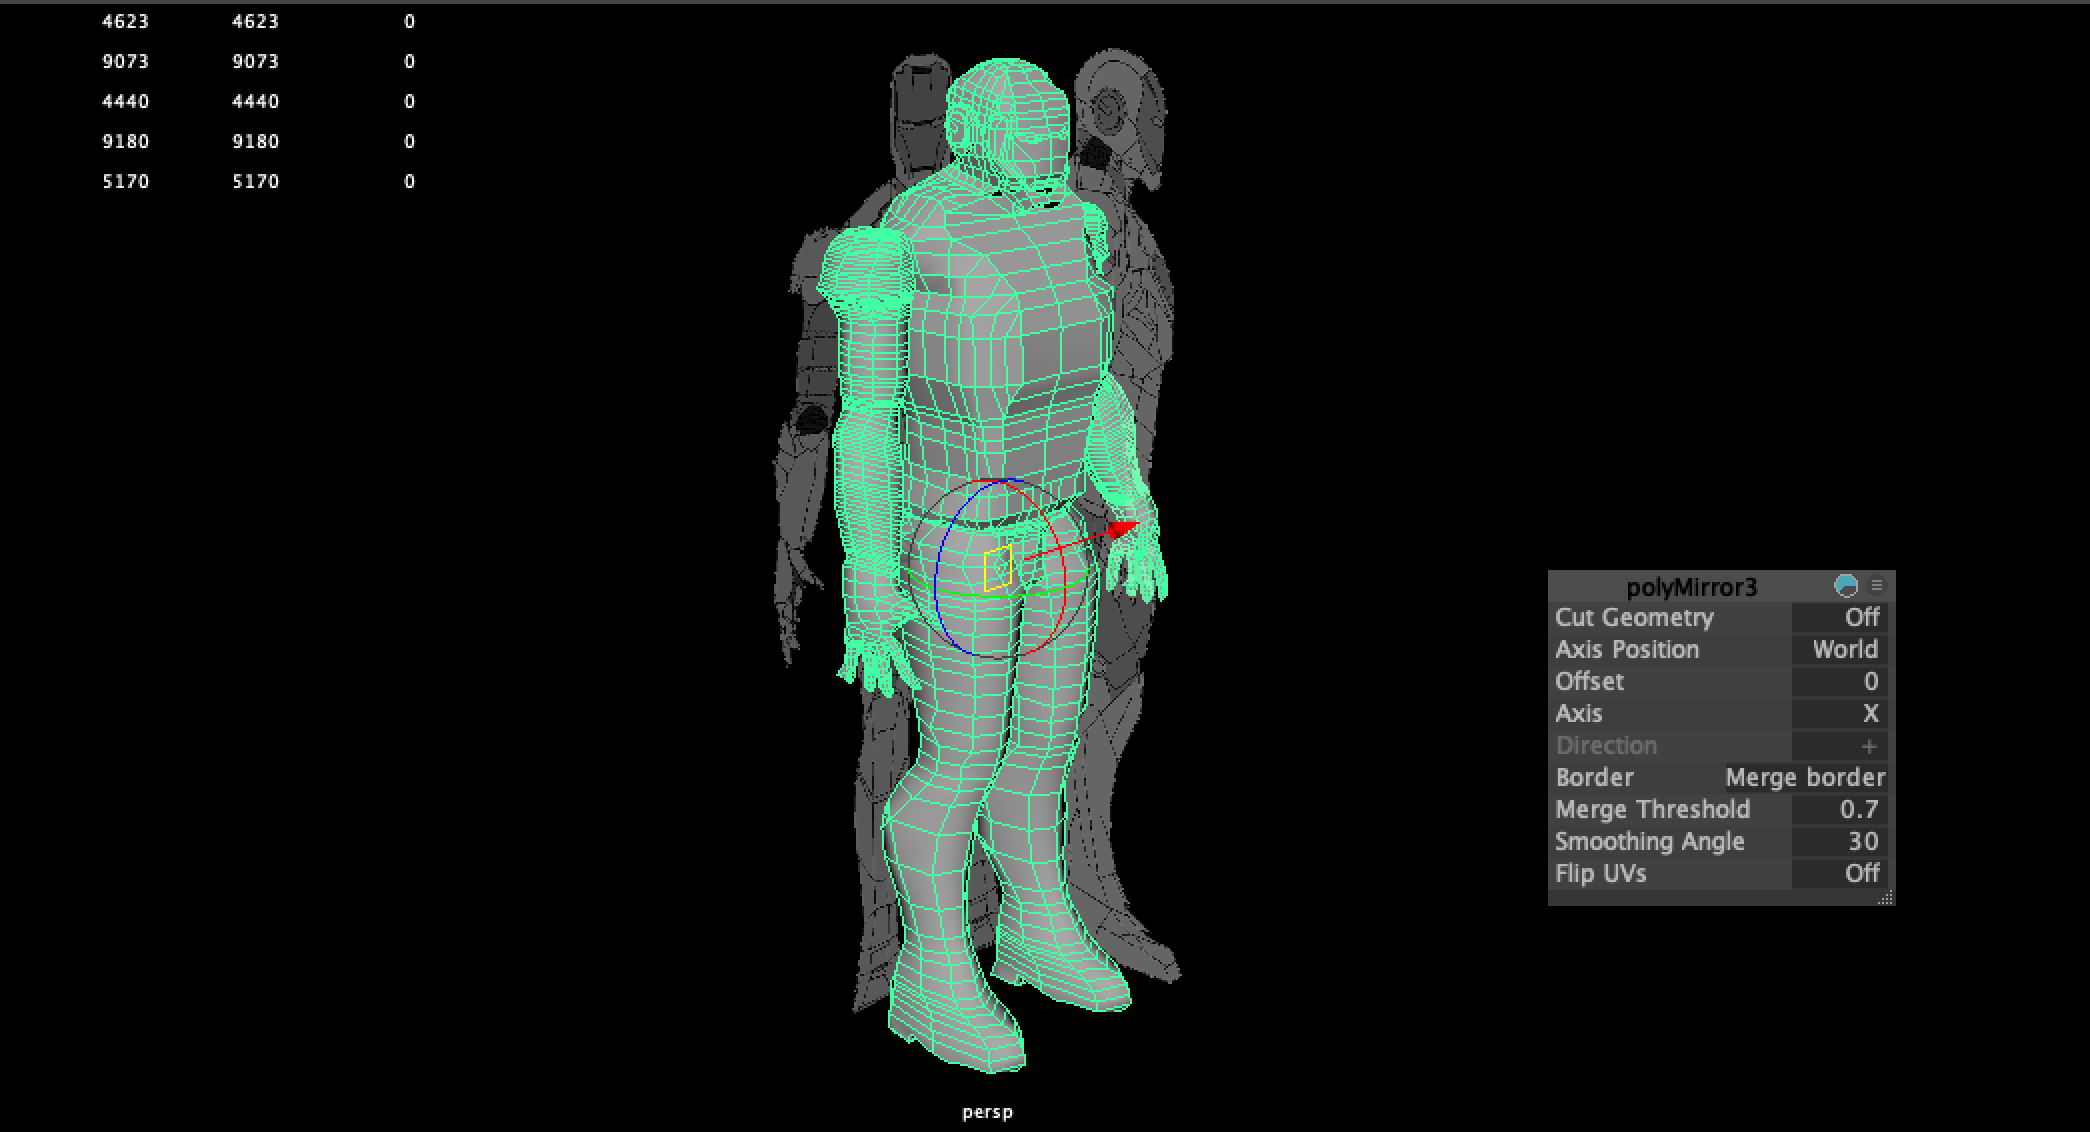 4623 4623 0
9073 9073 0
4440 4440 0
9180 9180 0
5170 5170 0
polyMirror3
Cut Geometry Off
Axis Position World
Offset 0
Axis X
Direction +
Border Merge border
Merge Threshold 0.7
Smoothing Angle 30
Flip UVs Off
persp